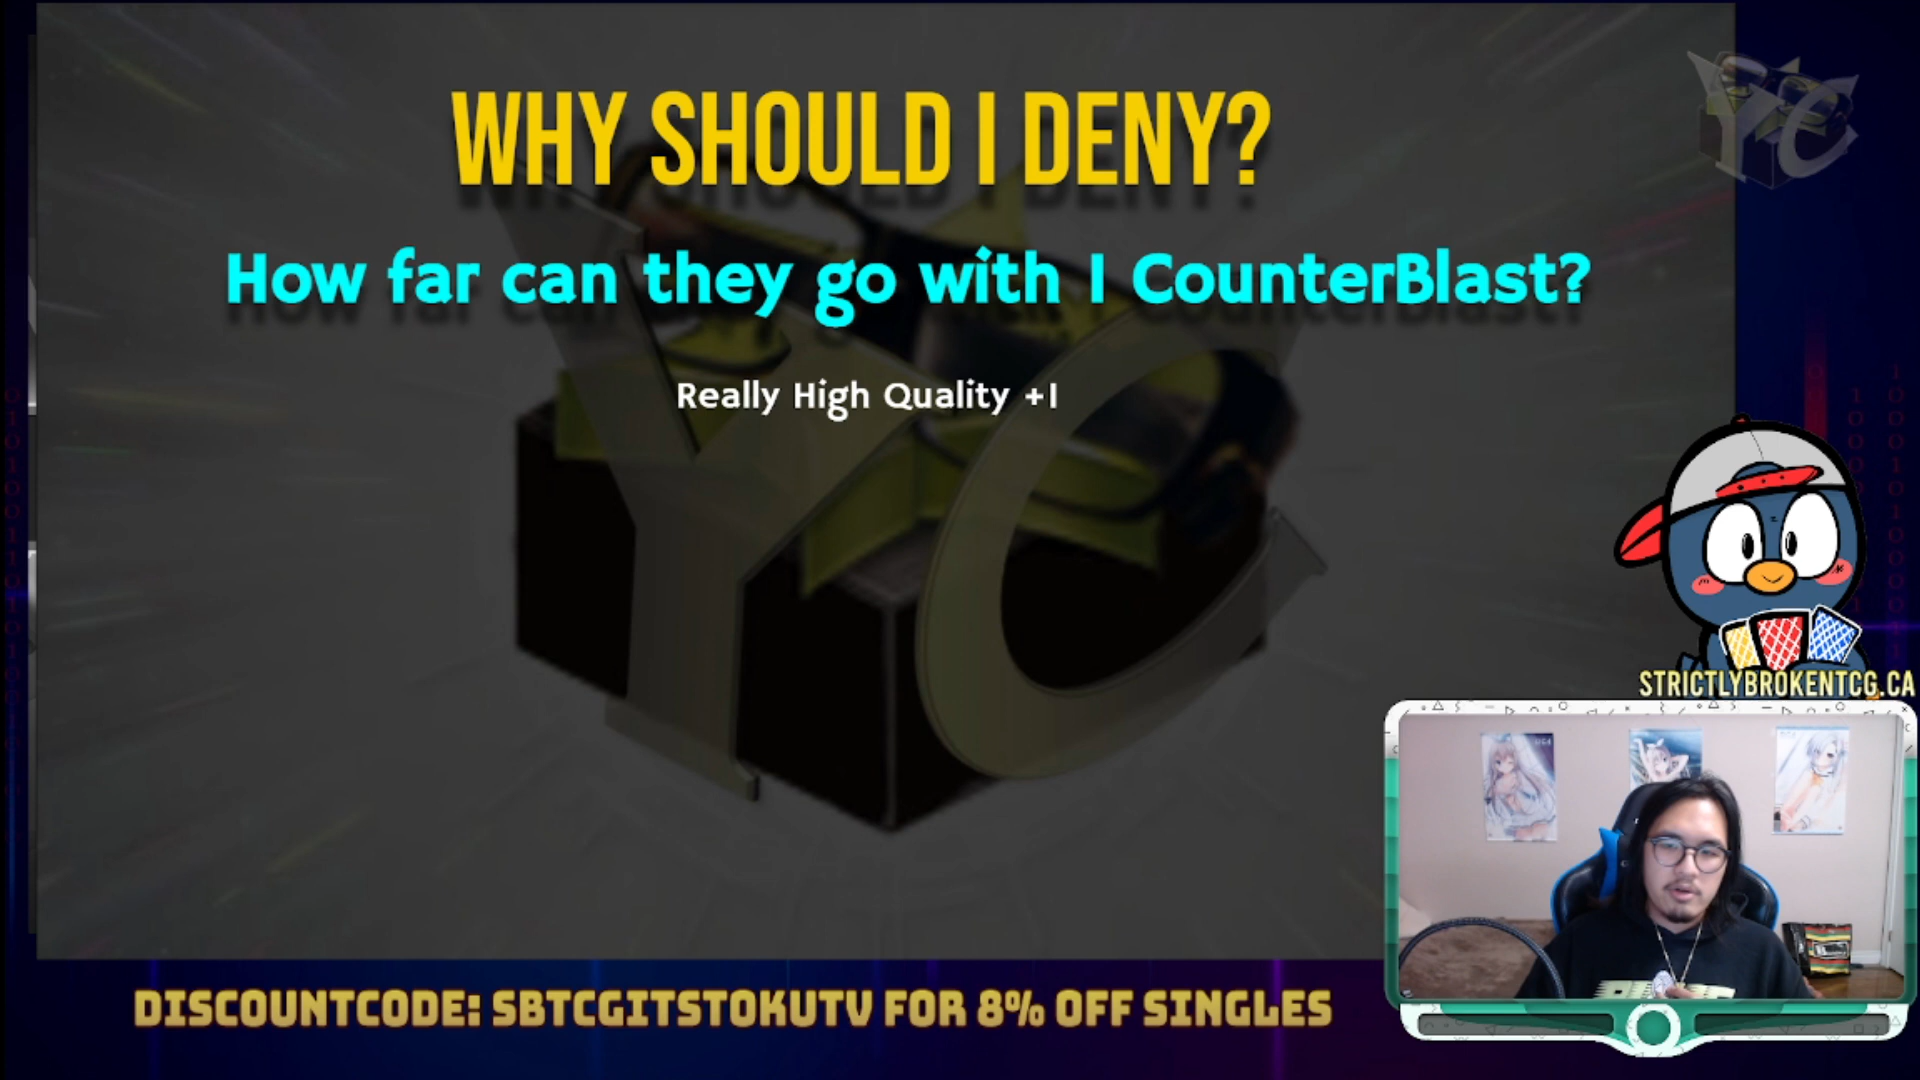 WHY SHOULD I DENY?
How far can they go with 1 CounterBlast?
Really High Quality +1
YC
STRICTLYBROKENTCG.CA
DISCOUNTCODE: SBTCGITSTOKUTV FOR 8% OFF SINGLES